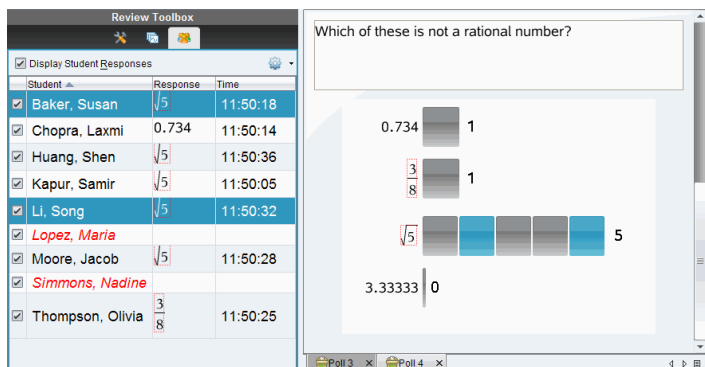 Review Toolbox
Display Student Responses
Student Response Time
Baker, Susan √5 11:50:18
Chopra, Laxmi 0.734 11:50:14
Huang, Shen √5 11:50:36
Kapur, Samir √5 11:50:05
Li, Song √5 11:50:32
Lopez, Maria
Moore, Jacob √5 11:50:28
Simmons, Nadine
Thompson, Olivia 3/8 11:50:25
Which of these is not a rational number?
0.734 1
3/8 1
√5 5
3.33333 0
Poll 3 x Poll 4 x